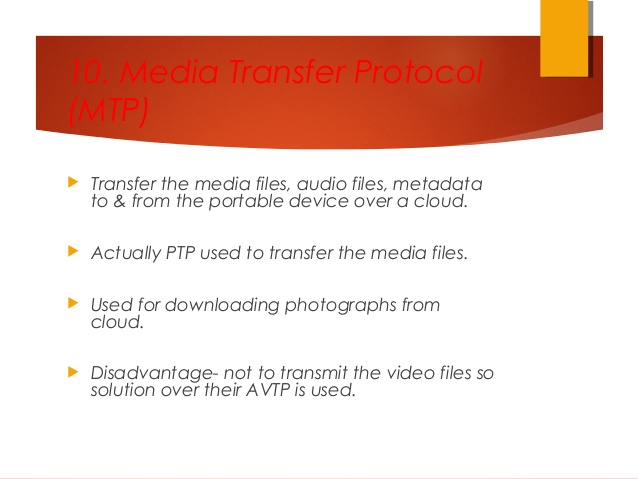 10. Media Transfer Protocol
(MTP)
Transfer the media files, audio files, metadata
to & from the portable device over a cloud.
Actually PTP used to transfer the media files.
Used for downloading photographs from
cloud.
Disadvantage- not to transmit the video files so
solution over their AVTP is used.